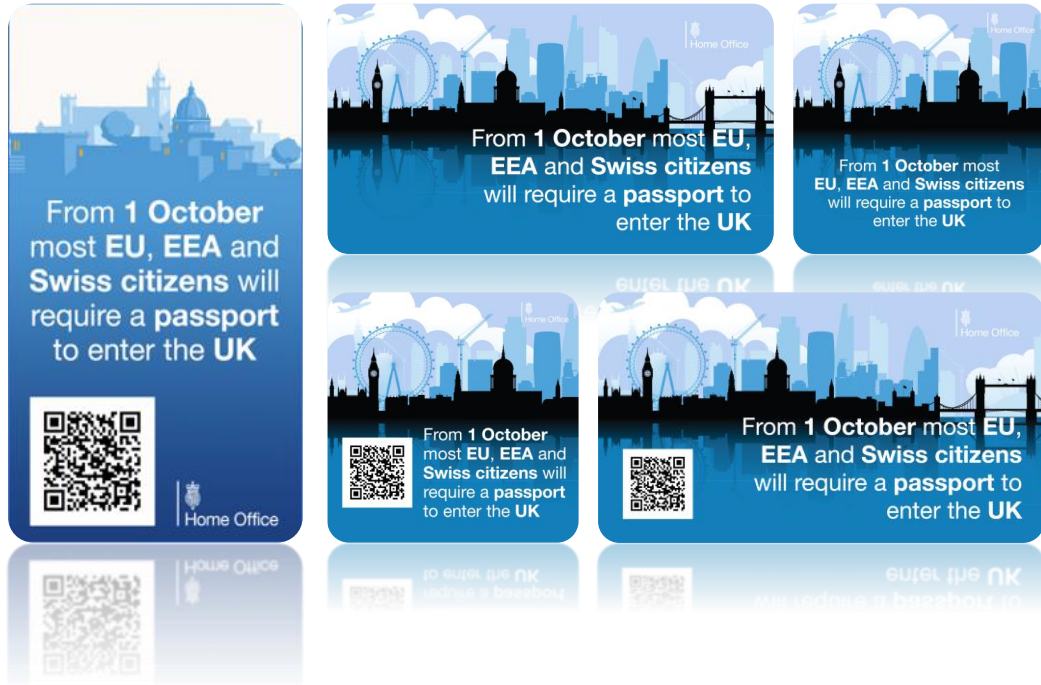 From 1 October
most EU, EEA and
Swiss citizens will
require a passport
to enter the UK
Home Office
Home Office
From 1 October most EU,
EEA and Swiss citizens
will require a passport to
enter the UK
Home Office
From 1 October most
EU, EEA and Swiss citizens
will require a passport to
enter the UK
Home Office
From 1 October
most EU, EEA and
Swiss citizens will
require a passport
to enter the UK
Home Office
From 1 October most EU,
EEA and Swiss citizens
will require a passport to
enter the UK